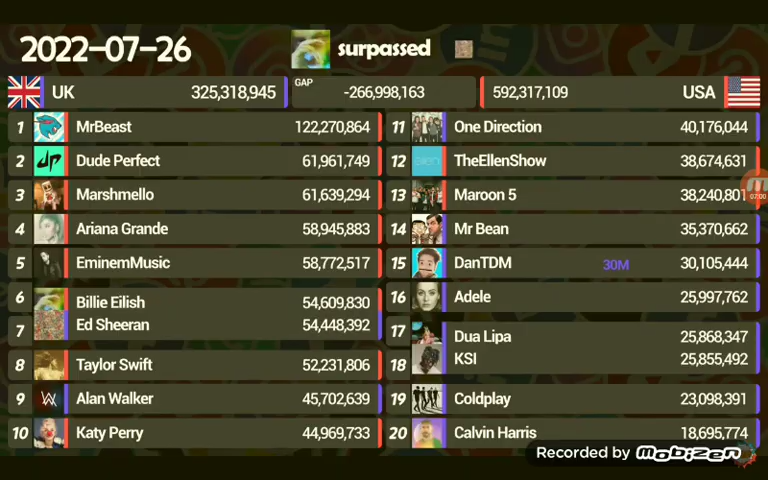 2022-07-26 surpassed
UK 325,318,945 GAP -266,998,163 592,317,109 USA
1 MrBeast 122,270,864
2 Dude Perfect 61,961,749
3 Marshmello 61,639,294
4 Ariana Grande 58,945,883
5 EminemMusic 58,772,517
6 Billie Eilish 54,609,830
7 Ed Sheeran 54,448,392
8 Taylor Swift 52,231,806
9 Alan Walker 45,702,639
10 Katy Perry 44,969,733
11 One Direction 40,176,044
12 TheEllenShow 38,674,631
13 Maroon 5 38,240,801
14 Mr Bean 35,370,662
15 DanTDM 30M 30,105,444
16 Adele 25,997,762
17 Dua Lipa 25,868,347
18 KSI 25,855,492
19 Coldplay 23,098,391
20 Calvin Harris 18,695,774
07:00
Recorded by Mobizen